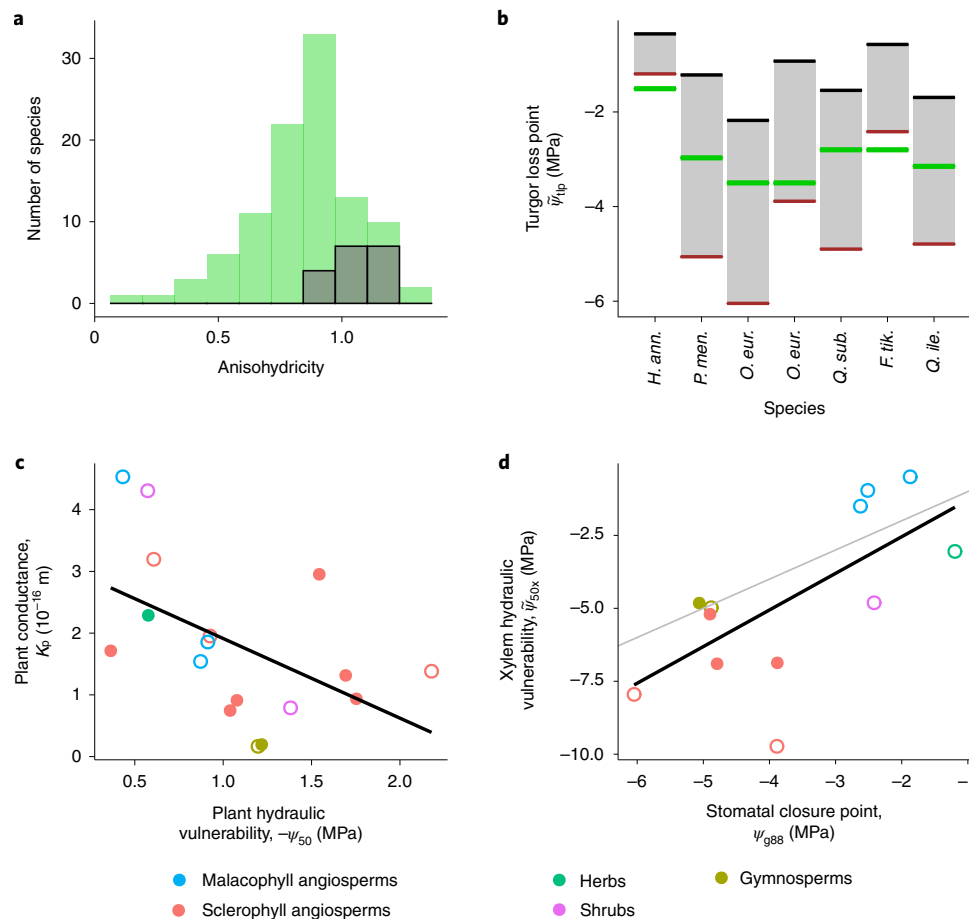 a
Number of species
30
20
10
0
0
0.5
1.0
Anisohydricity
b
Turgor loss point
ψ̃tlp (MPa)
−2
−4
−6
H. ann.
P. men.
O. eur.
O. eur.
Q. sub.
F. tik.
Q. ile.
Species
c
Plant conductance,
Kp (10⁻¹⁶ m)
4
3
2
1
0
0.5
1.0
1.5
2.0
Plant hydraulic
vulnerability, −ψ50 (MPa)
d
Xylem hydraulic
vulnerability, ψ̃50x (MPa)
−2.5
−5.0
−7.5
−10.0
−6
−5
−4
−3
−2
−
Stomatal closure point,
ψg88 (MPa)
Malacophyll angiosperms
Sclerophyll angiosperms
Herbs
Shrubs
Gymnosperms